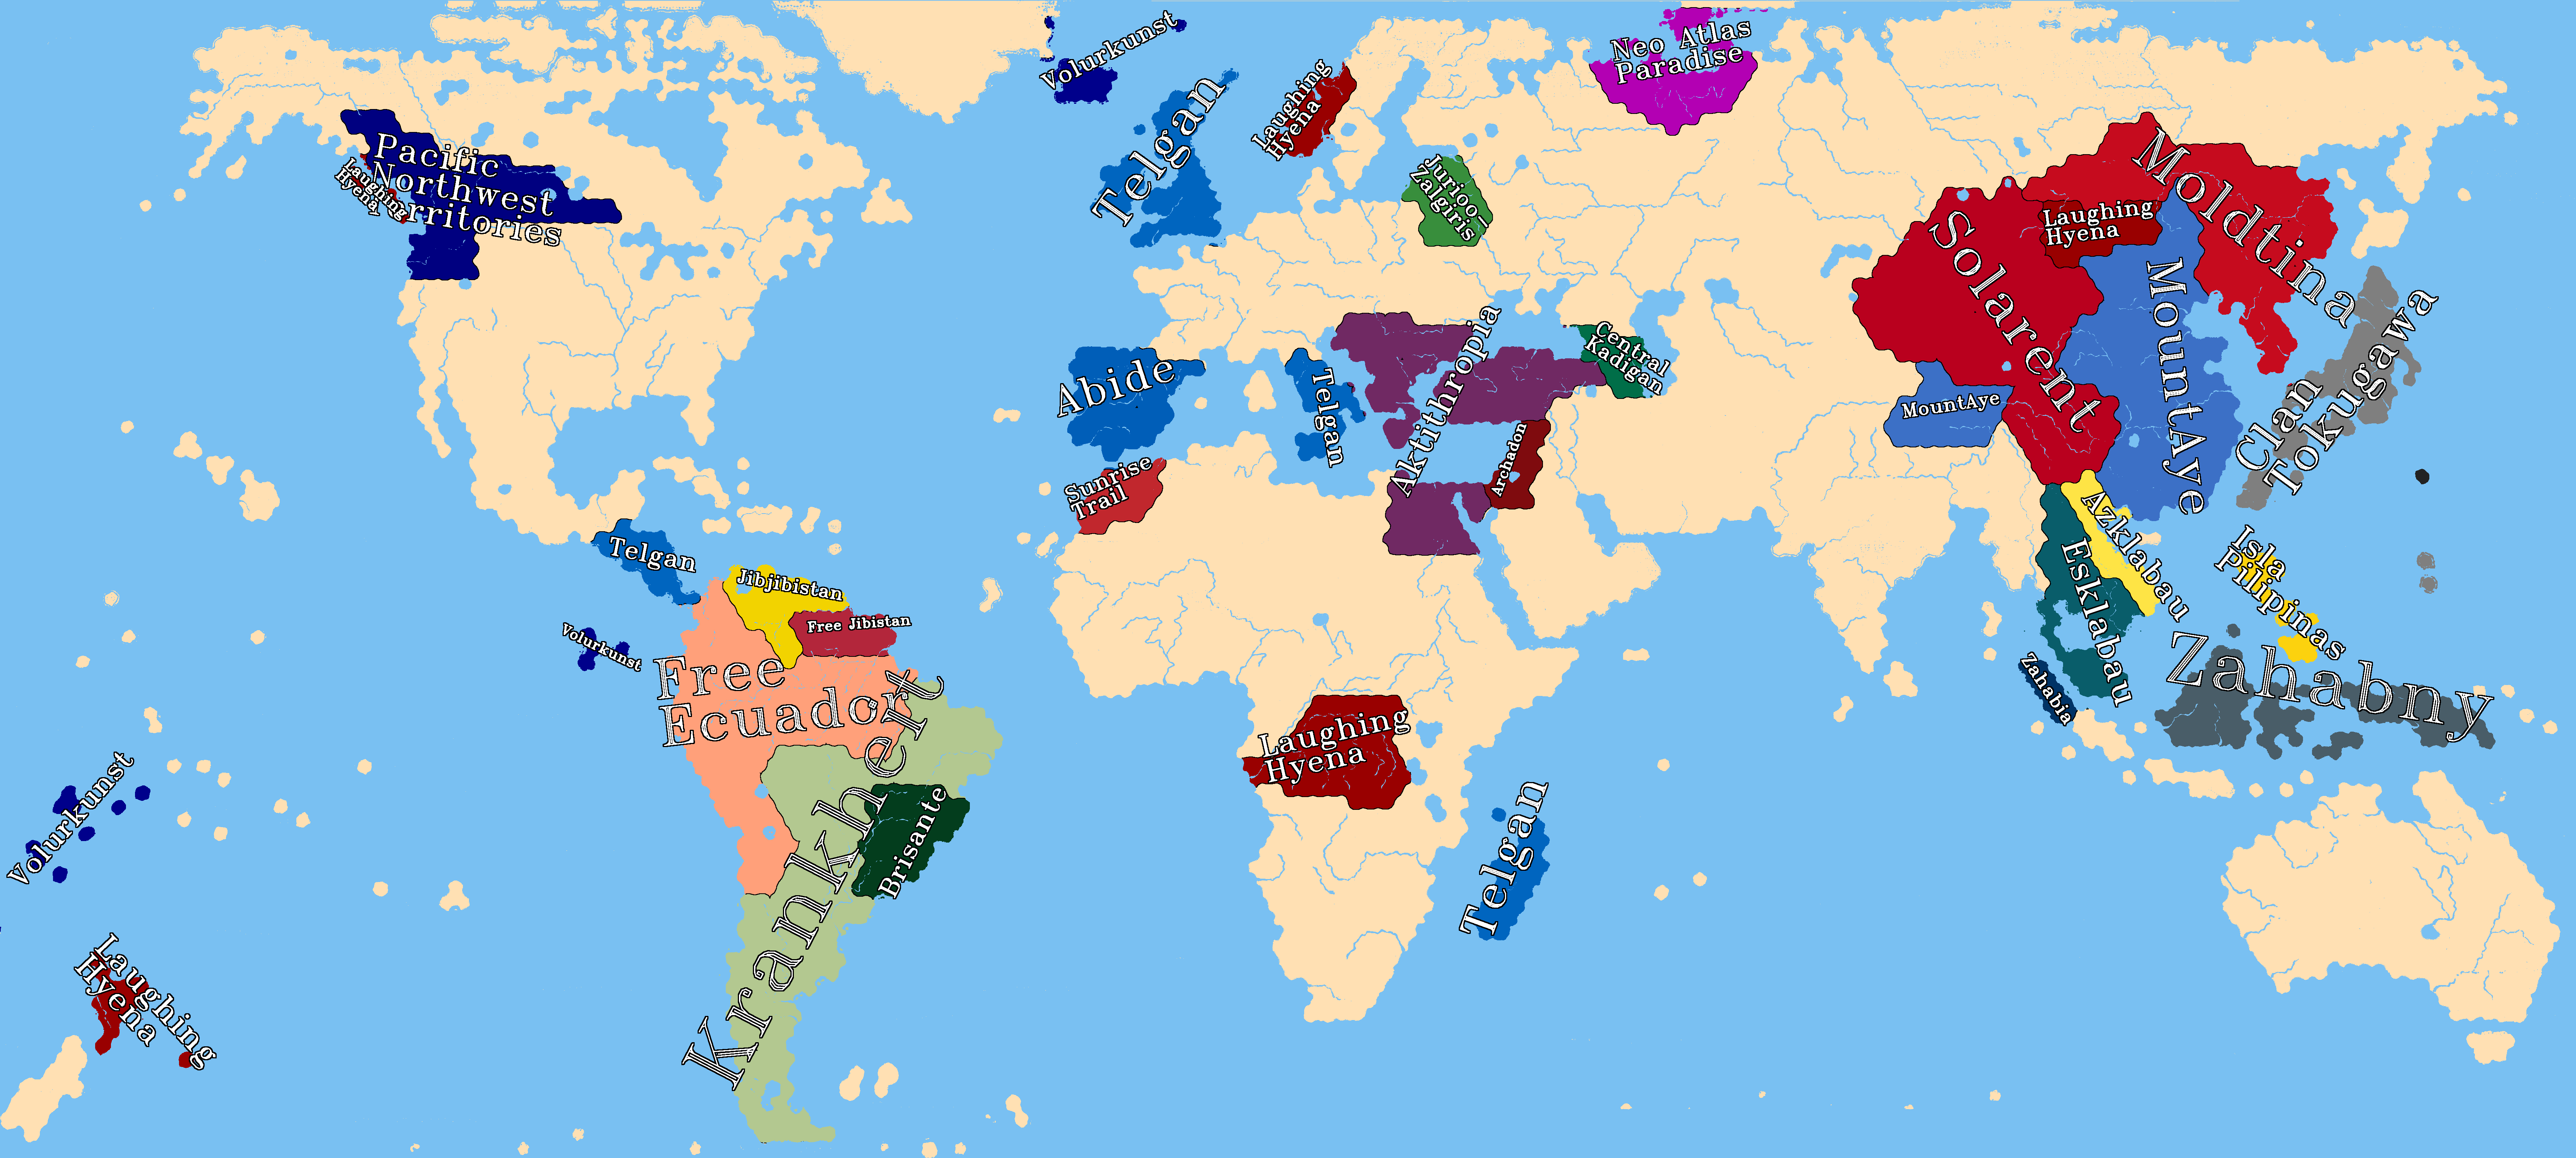 Volurkunst
Neo Atlas
Paradise
Telgan
Laughing
Hyena
Pacific
Northwest
Territories
Laughing
Hyena
Jurioo-
Zalgiris
Moldtina
Solarent
Laughing
Hyena
MountAye
MountAye
Clan
Tokugawa
Abide
Telgan
Aktithropia
Central
Kadigan
Archadon
Sunrise
Trail
Telgan
Jibjibistan
Free Jibistan
Volurkunst
Free
Ecuador
Krankhert
Brisante
Azklabau
Esklabau
Isla
Pilipinas
Zahabia
Zahabny
Laughing
Hyena
Telgan
Volurkunst
Laughing
Hyena